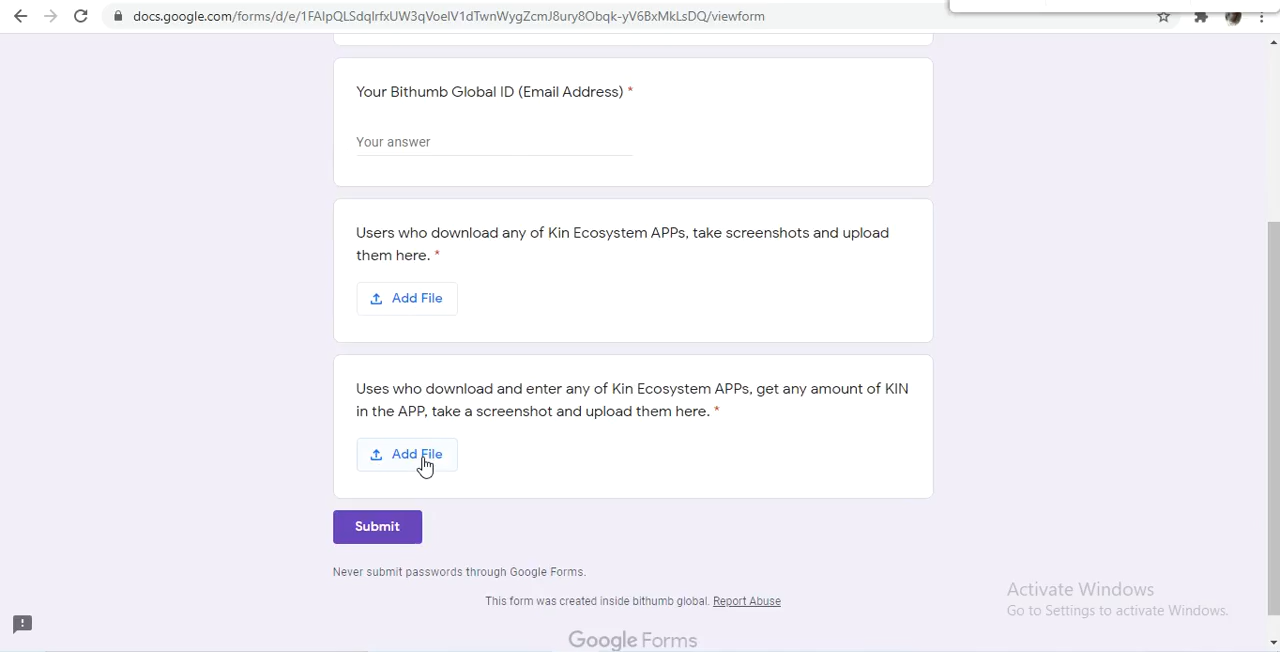 docs.google.com/forms/d/e/1FAIpQLSdqIrfxUW3qVoelV1dTwnWygZcmJ8ury8Obqk-yV6BxMkLsDQ/viewform
Your Bithumb Global ID (Email Address) *
Your answer
Users who download any of Kin Ecosystem APPs, take screenshots and upload
them here. *
Add File
Uses who download and enter any of Kin Ecosystem APPs, get any amount of KIN
in the APP, take a screenshot and upload them here. *
Add File
Submit
Never submit passwords through Google Forms.
This form was created inside bithumb global. Report Abuse
Google Forms
Activate Windows
Go to Settings to activate Windows.